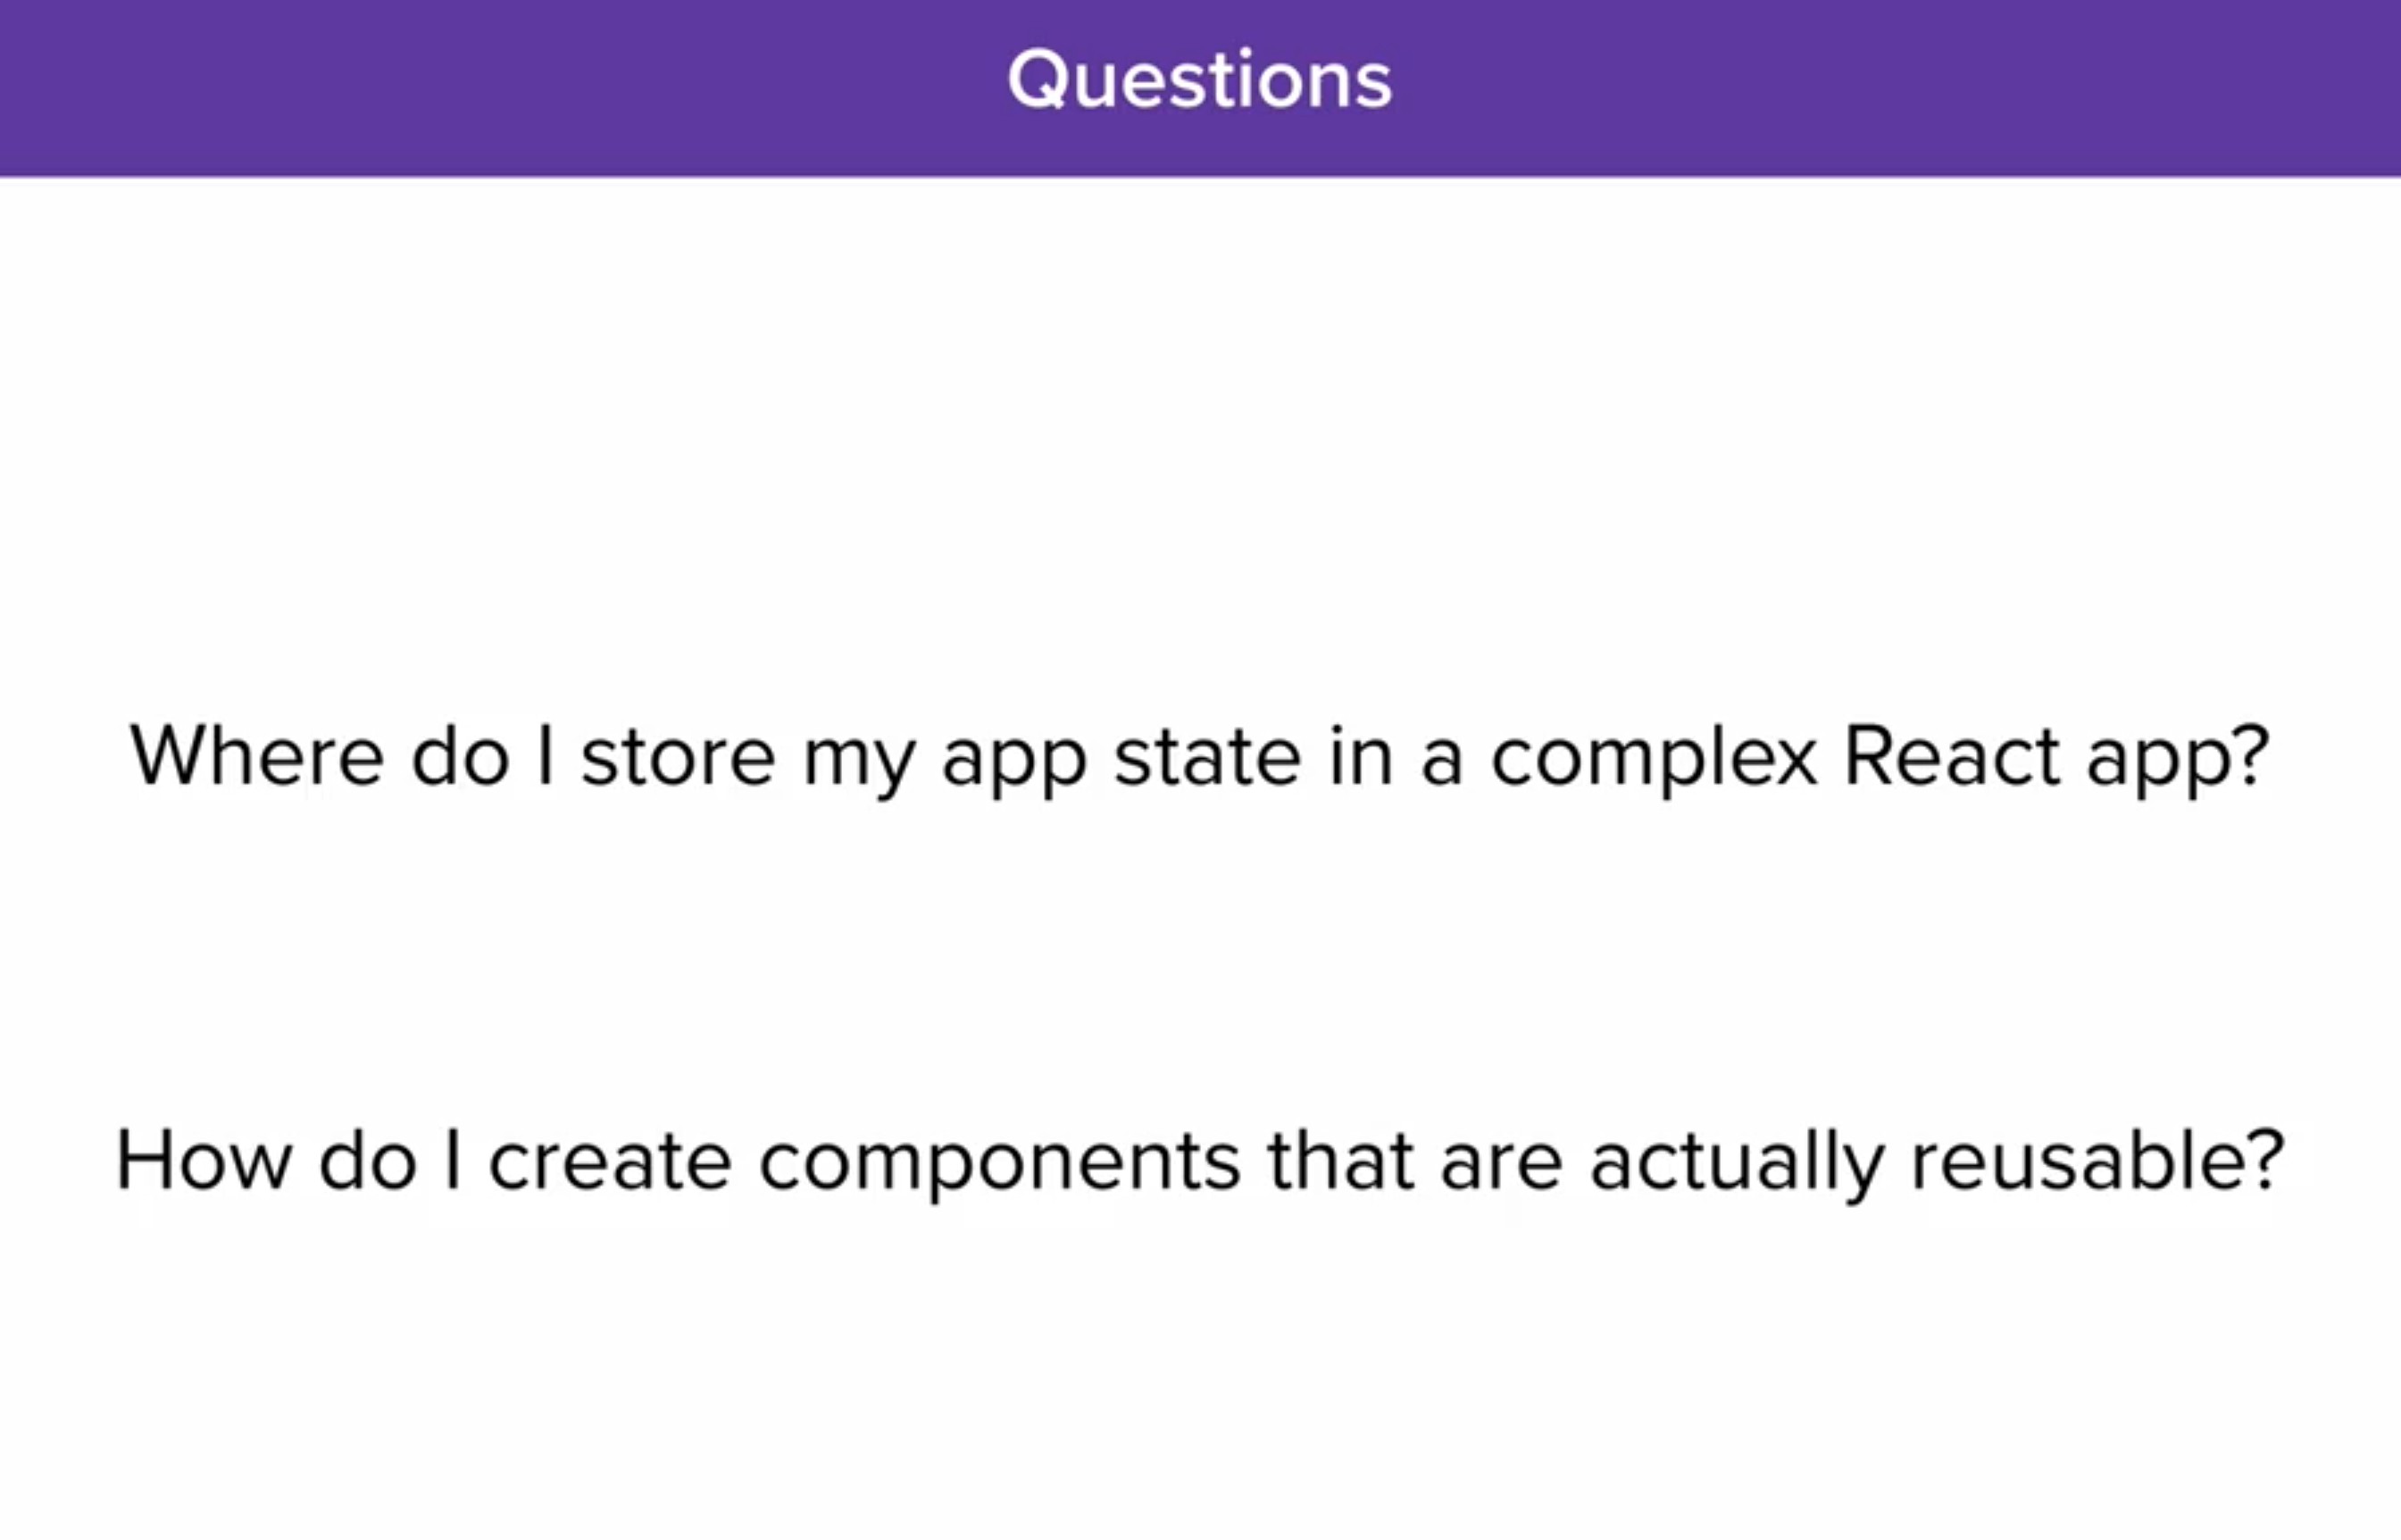 Questions
Where do I store my app state in a complex React app?
How do I create components that are actually reusable?